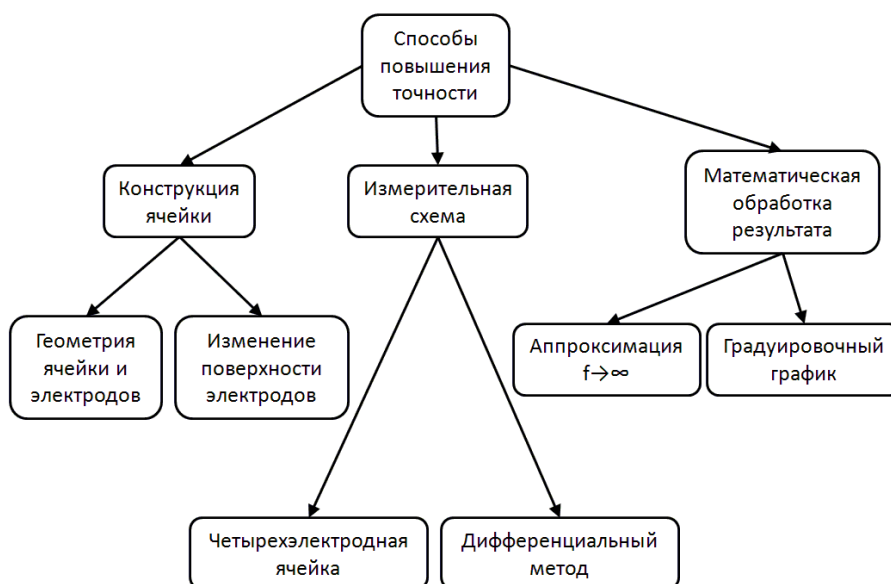 Способы
повышения
точности
Конструкция
ячейки
Измерительная
схема
Математическая
обработка
результата
Геометрия
ячейки и
электродов
Изменение
поверхности
электродов
Аппроксимация
f→∞
Градуировочный
график
Четырехэлектродная
ячейка
Дифференциальный
метод